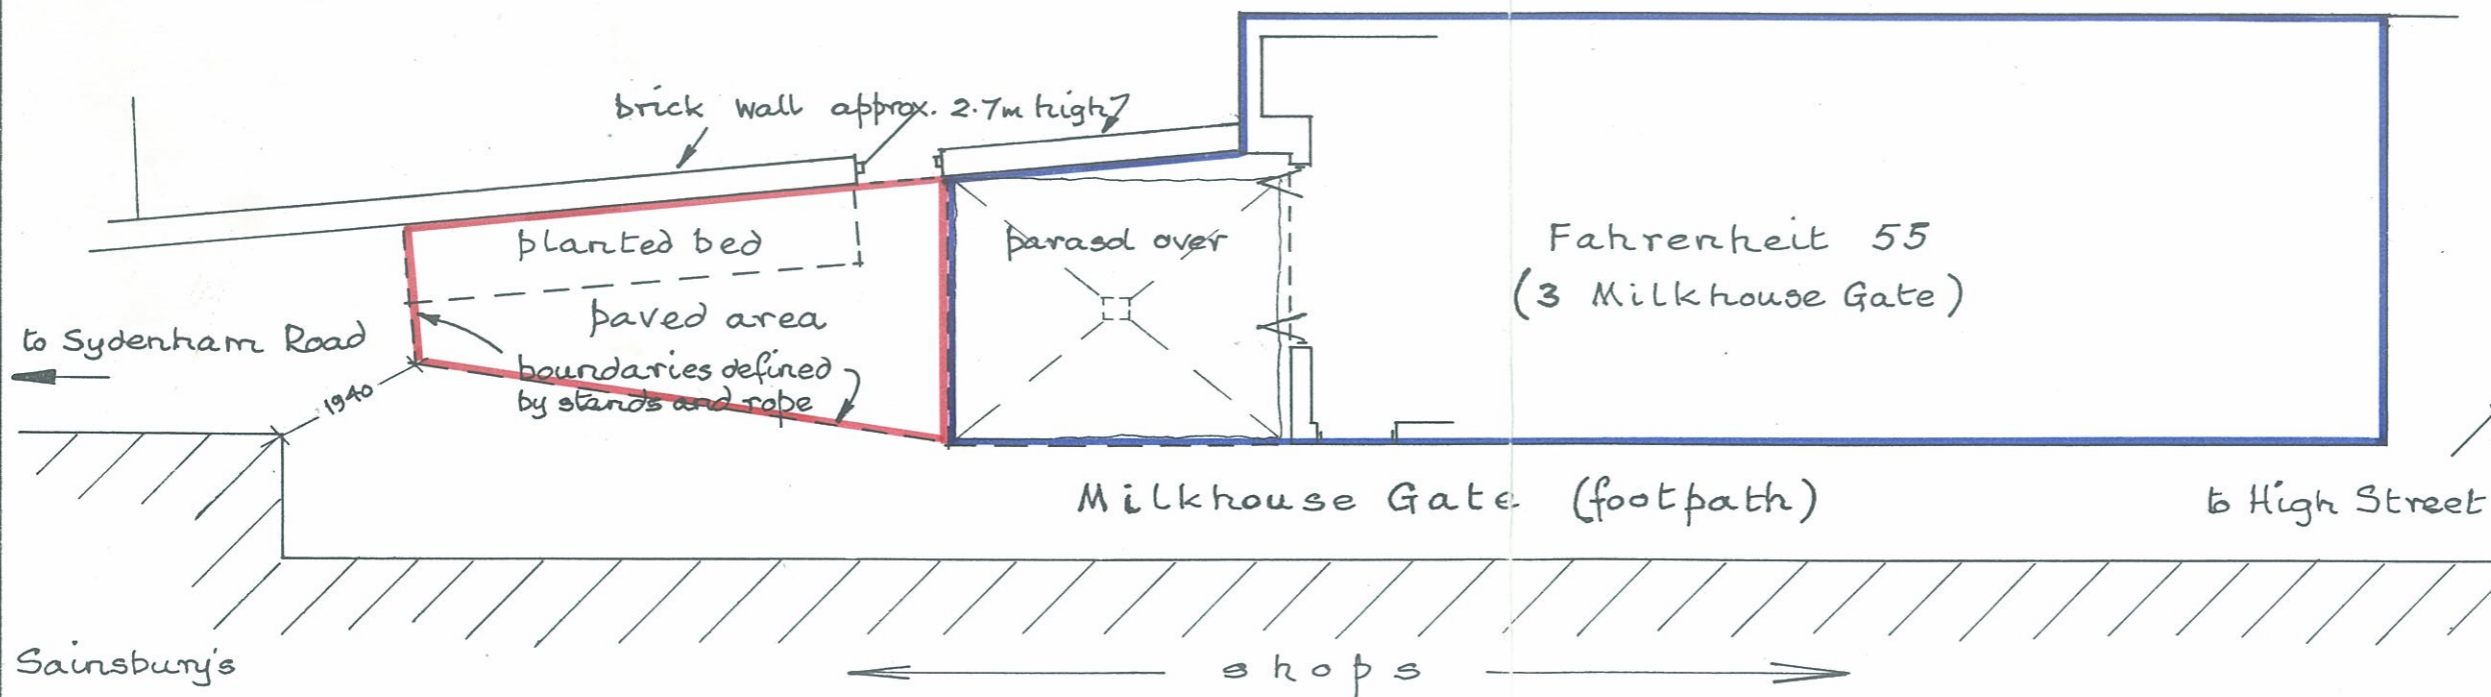 brick wall approx. 2.7m high
planted bed
parasol over
Fahrenheit 55
(3 Milkhouse Gate)
paved area
to Sydenham Road
boundaries defined
by stands and rope
1940
Milkhouse Gate (footpath)
to High Street
Sainsbury's
shops